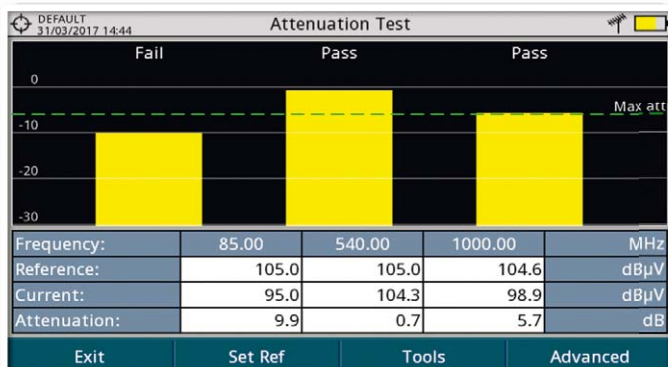 DEFAULT
31/03/2017 14:44
Attenuation Test
Fail Pass Pass
0
Max att
-10
-20
-30
Frequency: 85.00 540.00 1000.00 MHz
Reference: 105.0 105.0 104.6 dBµV
Current: 95.0 104.3 98.9 dBµV
Attenuation: 9.9 0.7 5.7 dB
Exit Set Ref Tools Advanced